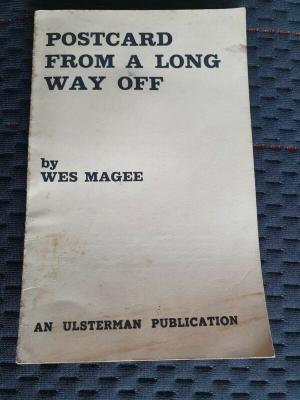 POSTCARD
FROM A LONG
WAY OFF
by
WES MAGEE
AN ULSTERMAN PUBLICATION